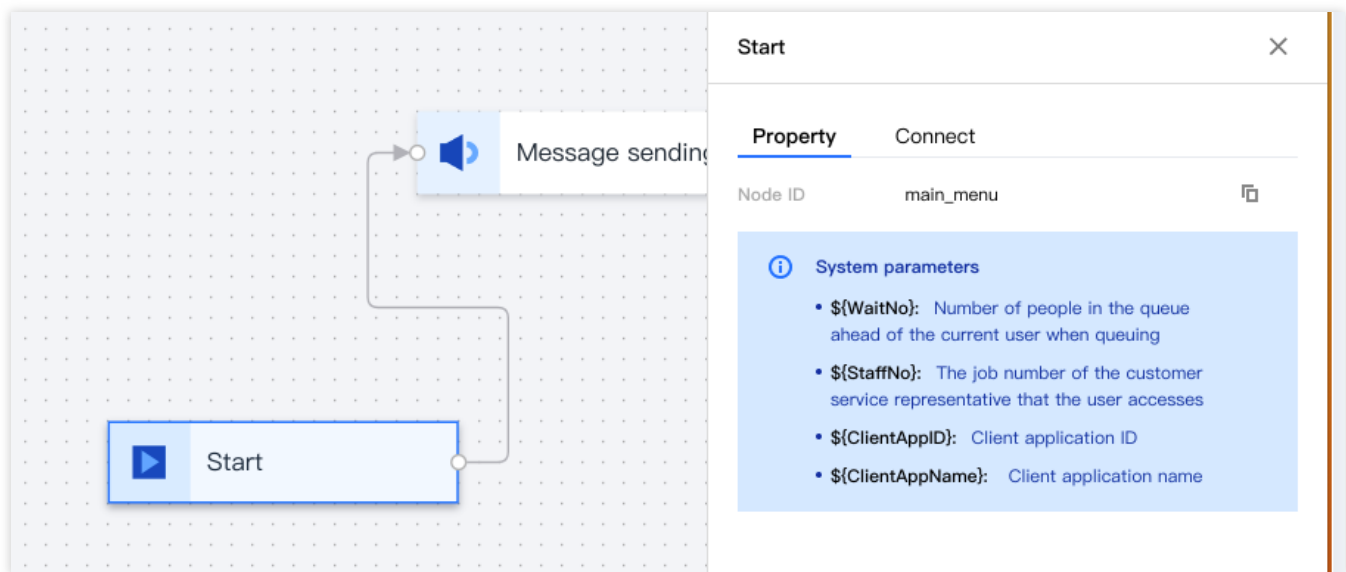 Start
Property Connect
Node ID main_menu
System parameters
• ${WaitNo}: Number of people in the queue
ahead of the current user when queuing
• ${StaffNo}: The job number of the customer
service representative that the user accesses
• ${ClientAppID}: Client application ID
• ${ClientAppName}: Client application name
Message sending
Start